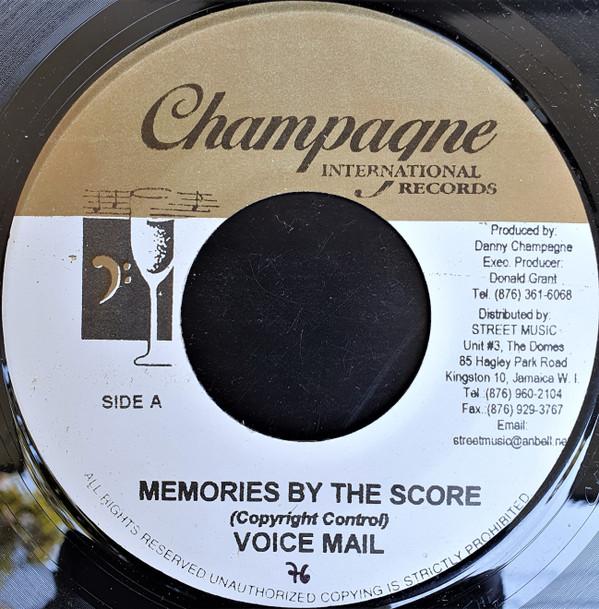 Champagne
INTERNATIONAL
RECORDS
Produced by:
Danny Champagne
Exec. Producer:
Donald Grant
Tel. (876) 361-6068
Distributed by:
STREET MUSIC
Unit #3, The Domes
85 Hagley Park Road
Kingston 10, Jamaica W. I.
Tel.:(876) 960-2104
Fax.:(876) 929-3767
Email:
streetmusic@anbell.ne
SIDE A
MEMORIES BY THE SCORE
(Copyright Control)
VOICE MAIL
76
ALL RIGHTS RESERVED UNAUTHORIZED COPYING IS STRICTLY PROHIBITED